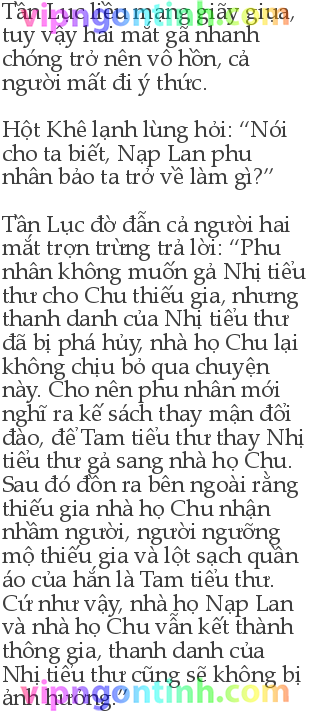 Tần Lục liều mạng giãy giụa,
tuy vậy hai mắt gã nhanh
chóng trở nên vô hồn, cả
người mất đi ý thức.
Hột Khê lạnh lùng hỏi: “Nói
cho ta biết, Nạp Lan phu
nhân bảo ta trở về làm gì?”
Tần Lục đờ đẫn cả người hai
mắt trợn trừng trả lời: “Phu
nhân không muốn gả Nhị tiểu
thư cho Chu thiếu gia, nhưng
thanh danh của Nhị tiểu thư
đã bị phá hủy, nhà họ Chu lại
không chịu bỏ qua chuyện
này. Cho nên phu nhân mới
nghĩ ra kế sách thay mận đổi
đào, để Tam tiểu thư thay Nhị
tiểu thư gả sang nhà họ Chu.
Sau đó đồn ra bên ngoài rằng
thiếu gia nhà họ Chu nhận
nhầm người, người ngưỡng
mộ thiếu gia và lột sạch quần
áo của hắn là Tam tiểu thư.
Cứ như vậy, nhà họ Nạp Lan
và nhà họ Chu vẫn kết thành
thông gia, thanh danh của
Nhị tiểu thư cũng sẽ không bị
ảnh hưởng.”
vipngontinh.com
vipngontinh.com